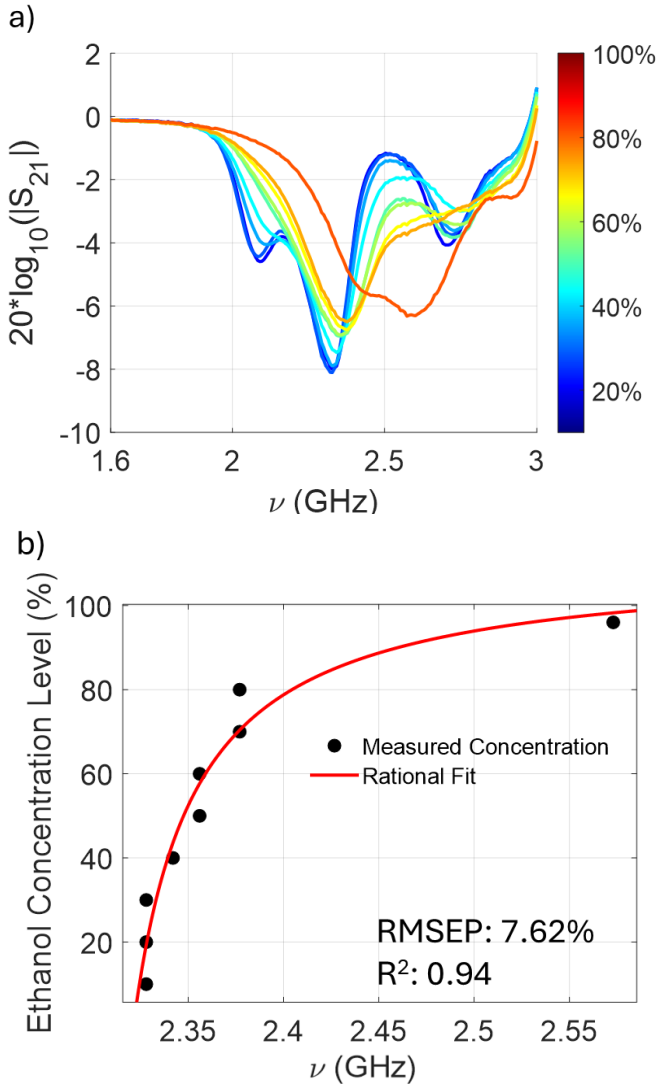 a)
20*log10(|S21|)
2
0
-2
-4
-6
-8
-10
1.6
2
2.5
3
ν (GHz)
100%
80%
60%
40%
20%
b)
Ethanol Concentration Level (%)
100
80
60
40
20
Measured Concentration
Rational Fit
RMSEP: 7.62%
R²: 0.94
2.35
2.4
2.45
2.5
2.55
ν (GHz)